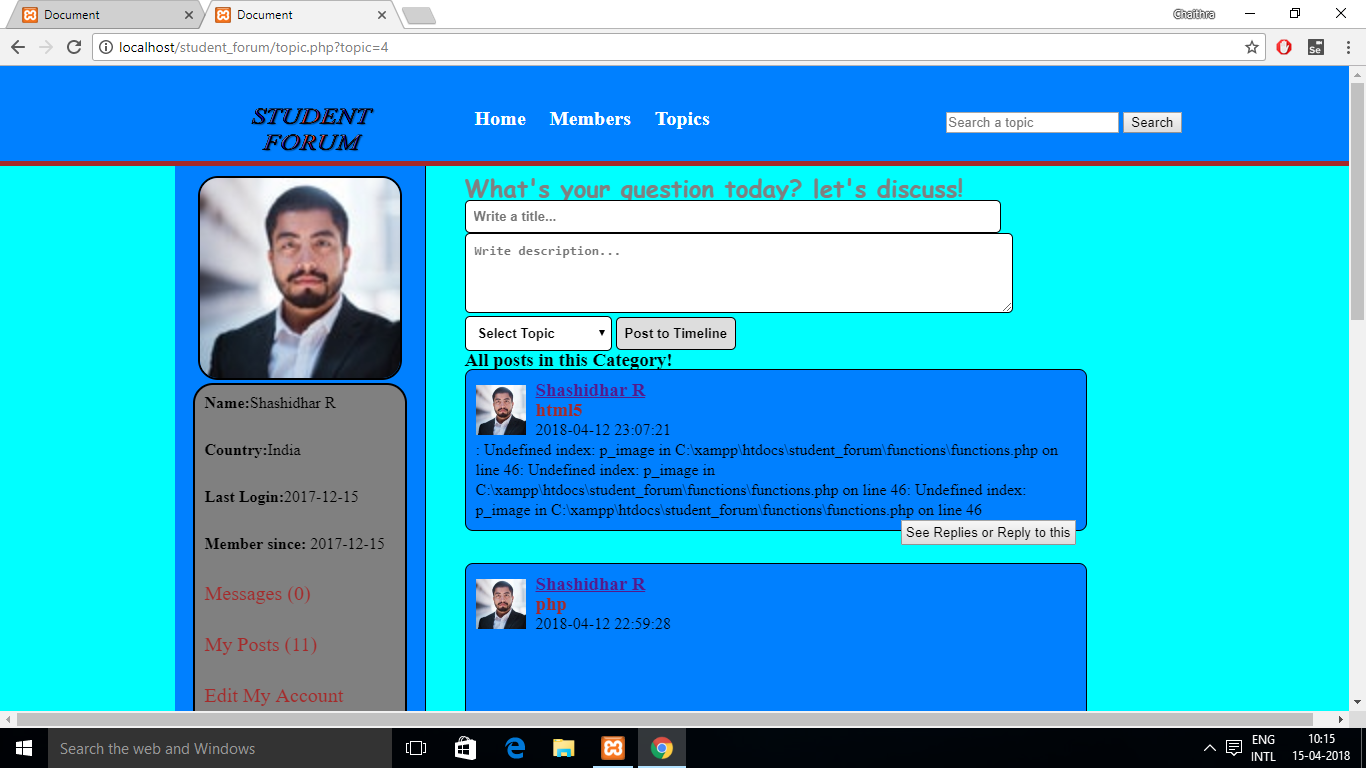 Document
Document
Chaithra
localhost/student_forum/topic.php?topic=4
STUDENT
FORUM
Home Members Topics
Search a topic
Search
What's your question today? let's discuss!
Write a title...
Write description...
Select Topic
Post to Timeline
All posts in this Category!
Name:Shashidhar R
Country:India
Last Login:2017-12-15
Member since: 2017-12-15
Messages (0)
My Posts (11)
Edit My Account
Shashidhar R
html5
2018-04-12 23:07:21
: Undefined index: p_image in C:\xampp\htdocs\student_forum\functions\functions.php on
line 46: Undefined index: p_image in
C:\xampp\htdocs\student_forum\functions\functions.php on line 46: Undefined index:
p_image in C:\xampp\htdocs\student_forum\functions\functions.php on line 46
See Replies or Reply to this
Shashidhar R
php
2018-04-12 22:59:28
Search the web and Windows
Se
ENG
INTL
10:15
15-04-2018